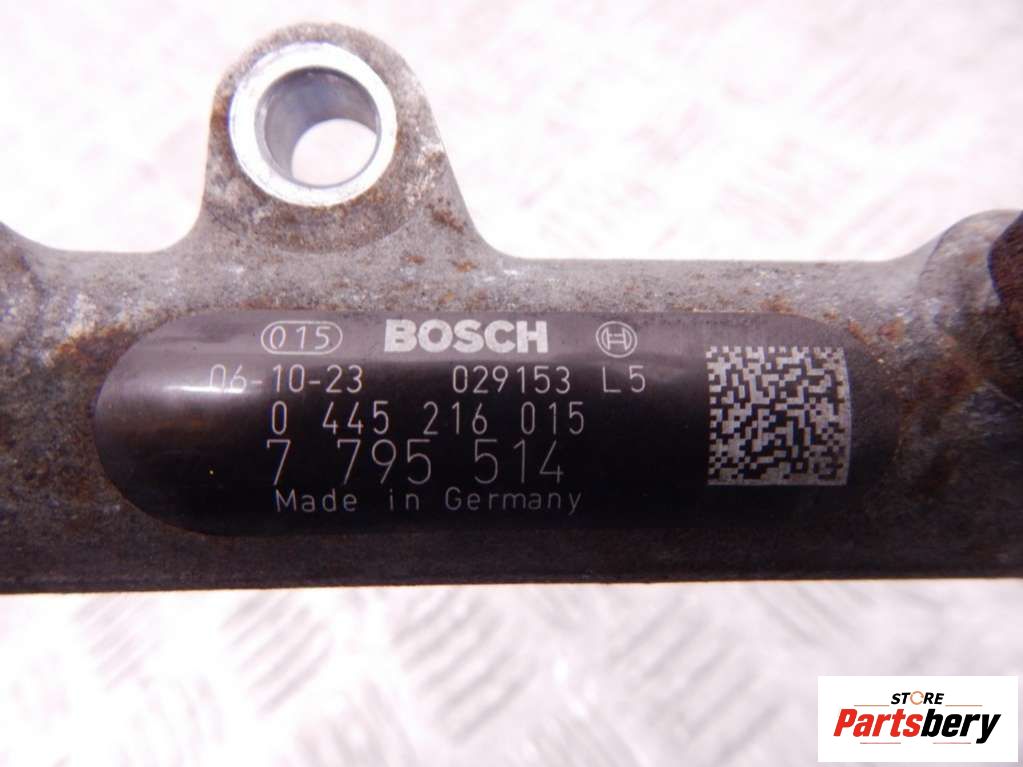 015 BOSCH
06-10-23 029153 L5
0 445 216 015
7 795 514
Made in Germany
STORE
Partsbery